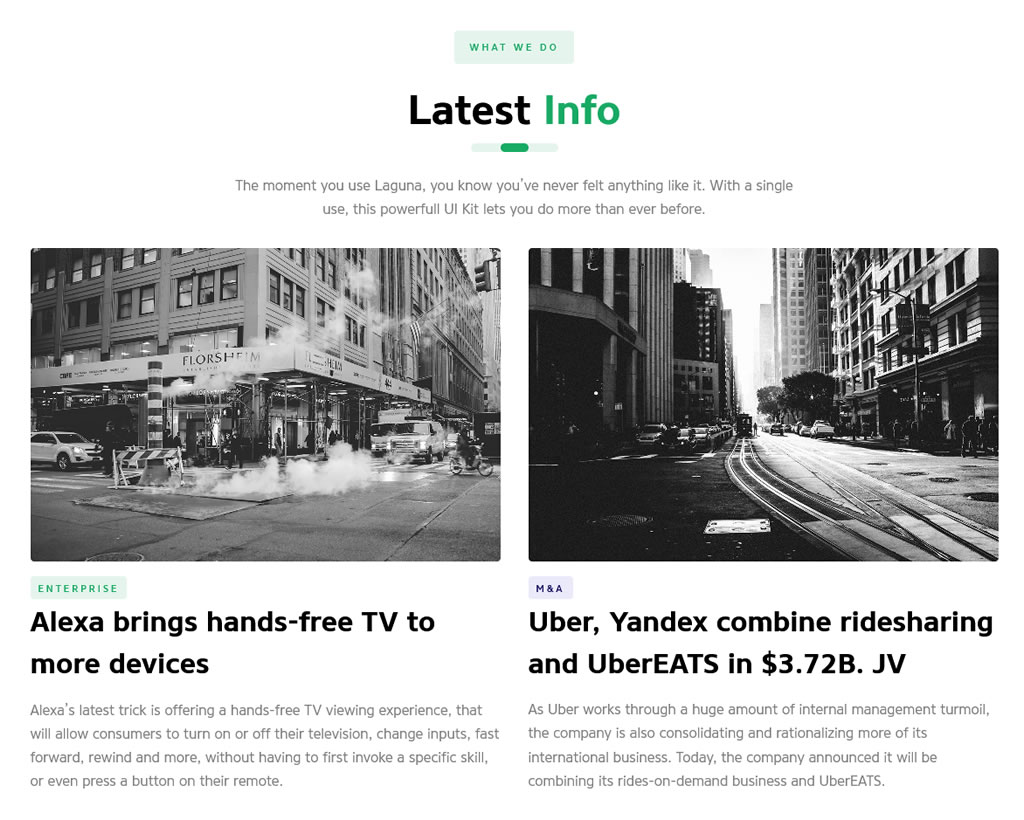 WHAT WE DO
Latest Info
The moment you use Laguna, you know you've never felt anything like it. With a single
use, this powerfull UI Kit lets you do more than ever before.
FLORSHEIM
ENTERPRISE
Alexa brings hands-free TV to
more devices
Alexa's latest trick is offering a hands-free TV viewing experience, that
will allow consumers to turn on or off their television, change inputs, fast
forward, rewind and more, without having to first invoke a specific skill,
or even press a button on their remote.
M&A
Uber, Yandex combine ridesharing
and UberEATS in $3.72B. JV
As Uber works through a huge amount of internal management turmoil,
the company is also consolidating and rationalizing more of its
international business. Today, the company announced it will be
combining its rides-on-demand business and UberEATS.